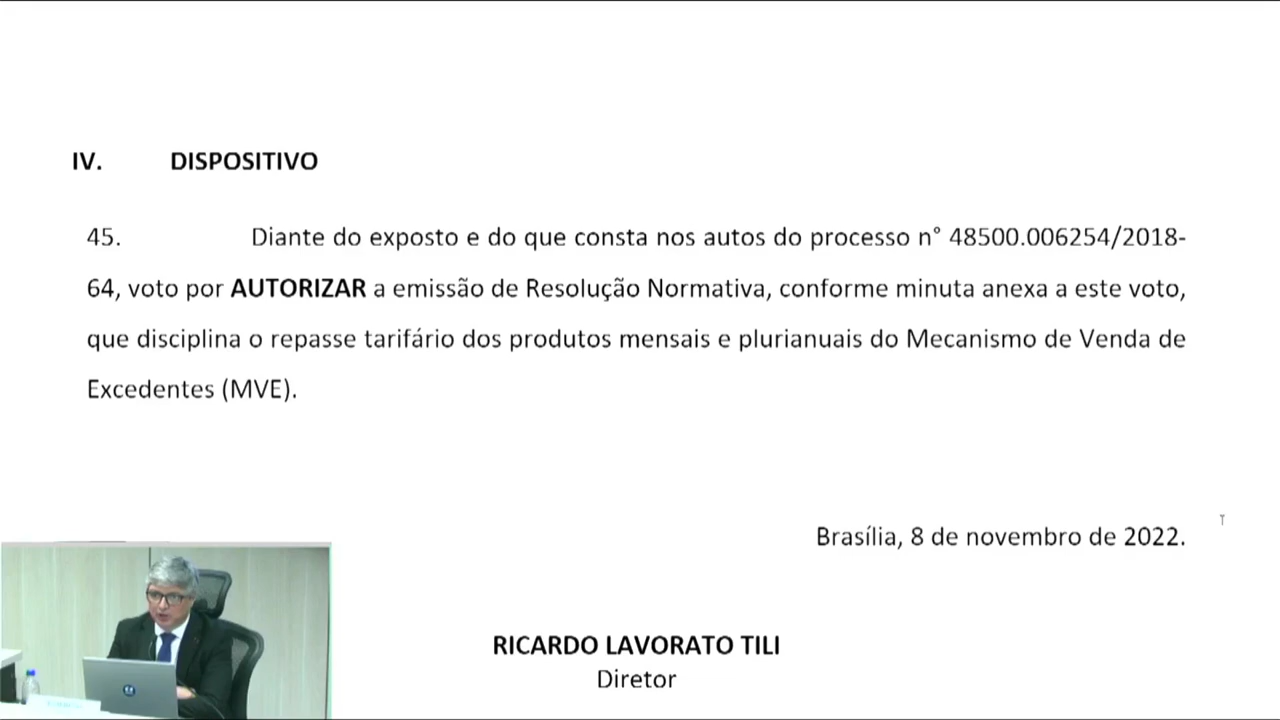 IV. DISPOSITIVO
45. Diante do exposto e do que consta nos autos do processo n° 48500.006254/2018-
64, voto por AUTORIZAR a emissão de Resolução Normativa, conforme minuta anexa a este voto,
que disciplina o repasse tarifário dos produtos mensais e plurianuais do Mecanismo de Venda de
Excedentes (MVE).
Brasília, 8 de novembro de 2022.
RICARDO LAVORATO TILI
Diretor